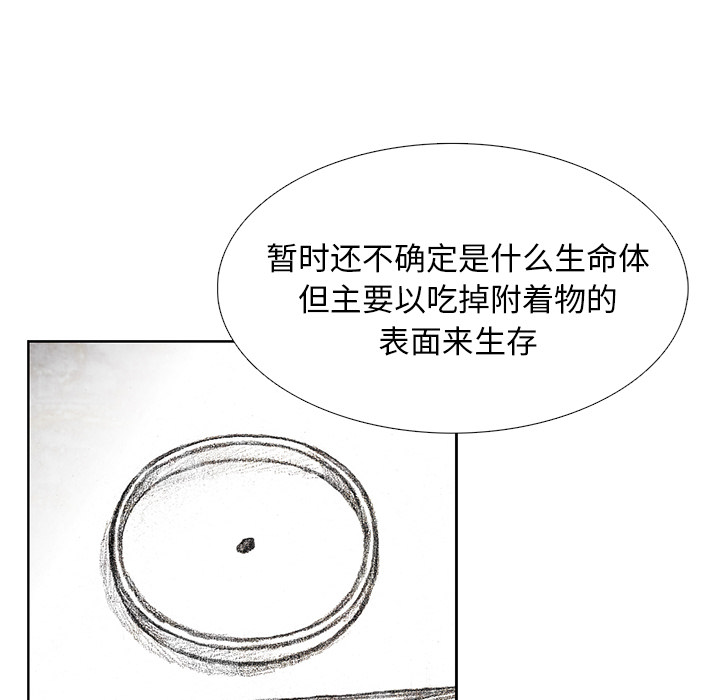 暂时还不确定是什么生命体
但主要以吃掉附着物的
表面来生存